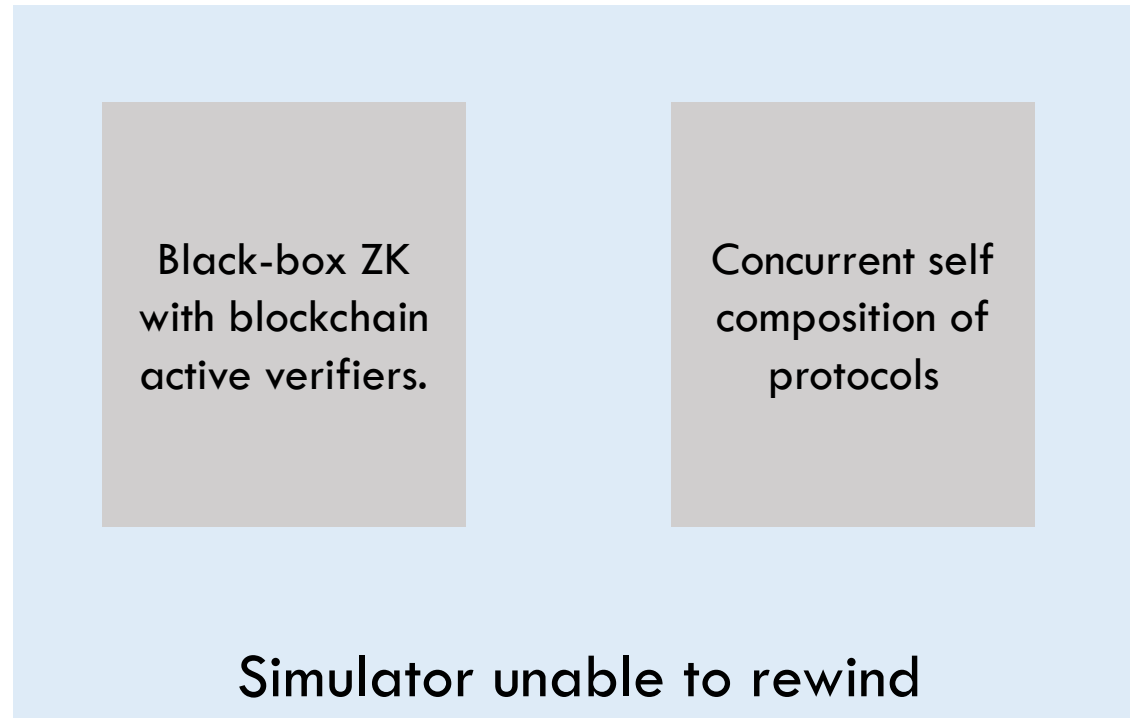 Black-box ZK
with blockchain
active verifiers.
Concurrent self
composition of
protocols
Simulator unable to rewind